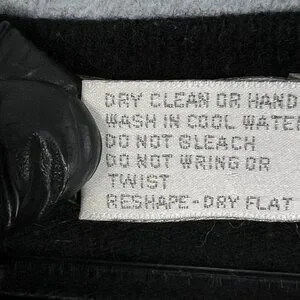 DRY CLEAN OR HAND
WASH IN COOL WATER
DO NOT BLEACH
DO NOT WRING OR
TWIST
RESHAPE-DRY FLAT